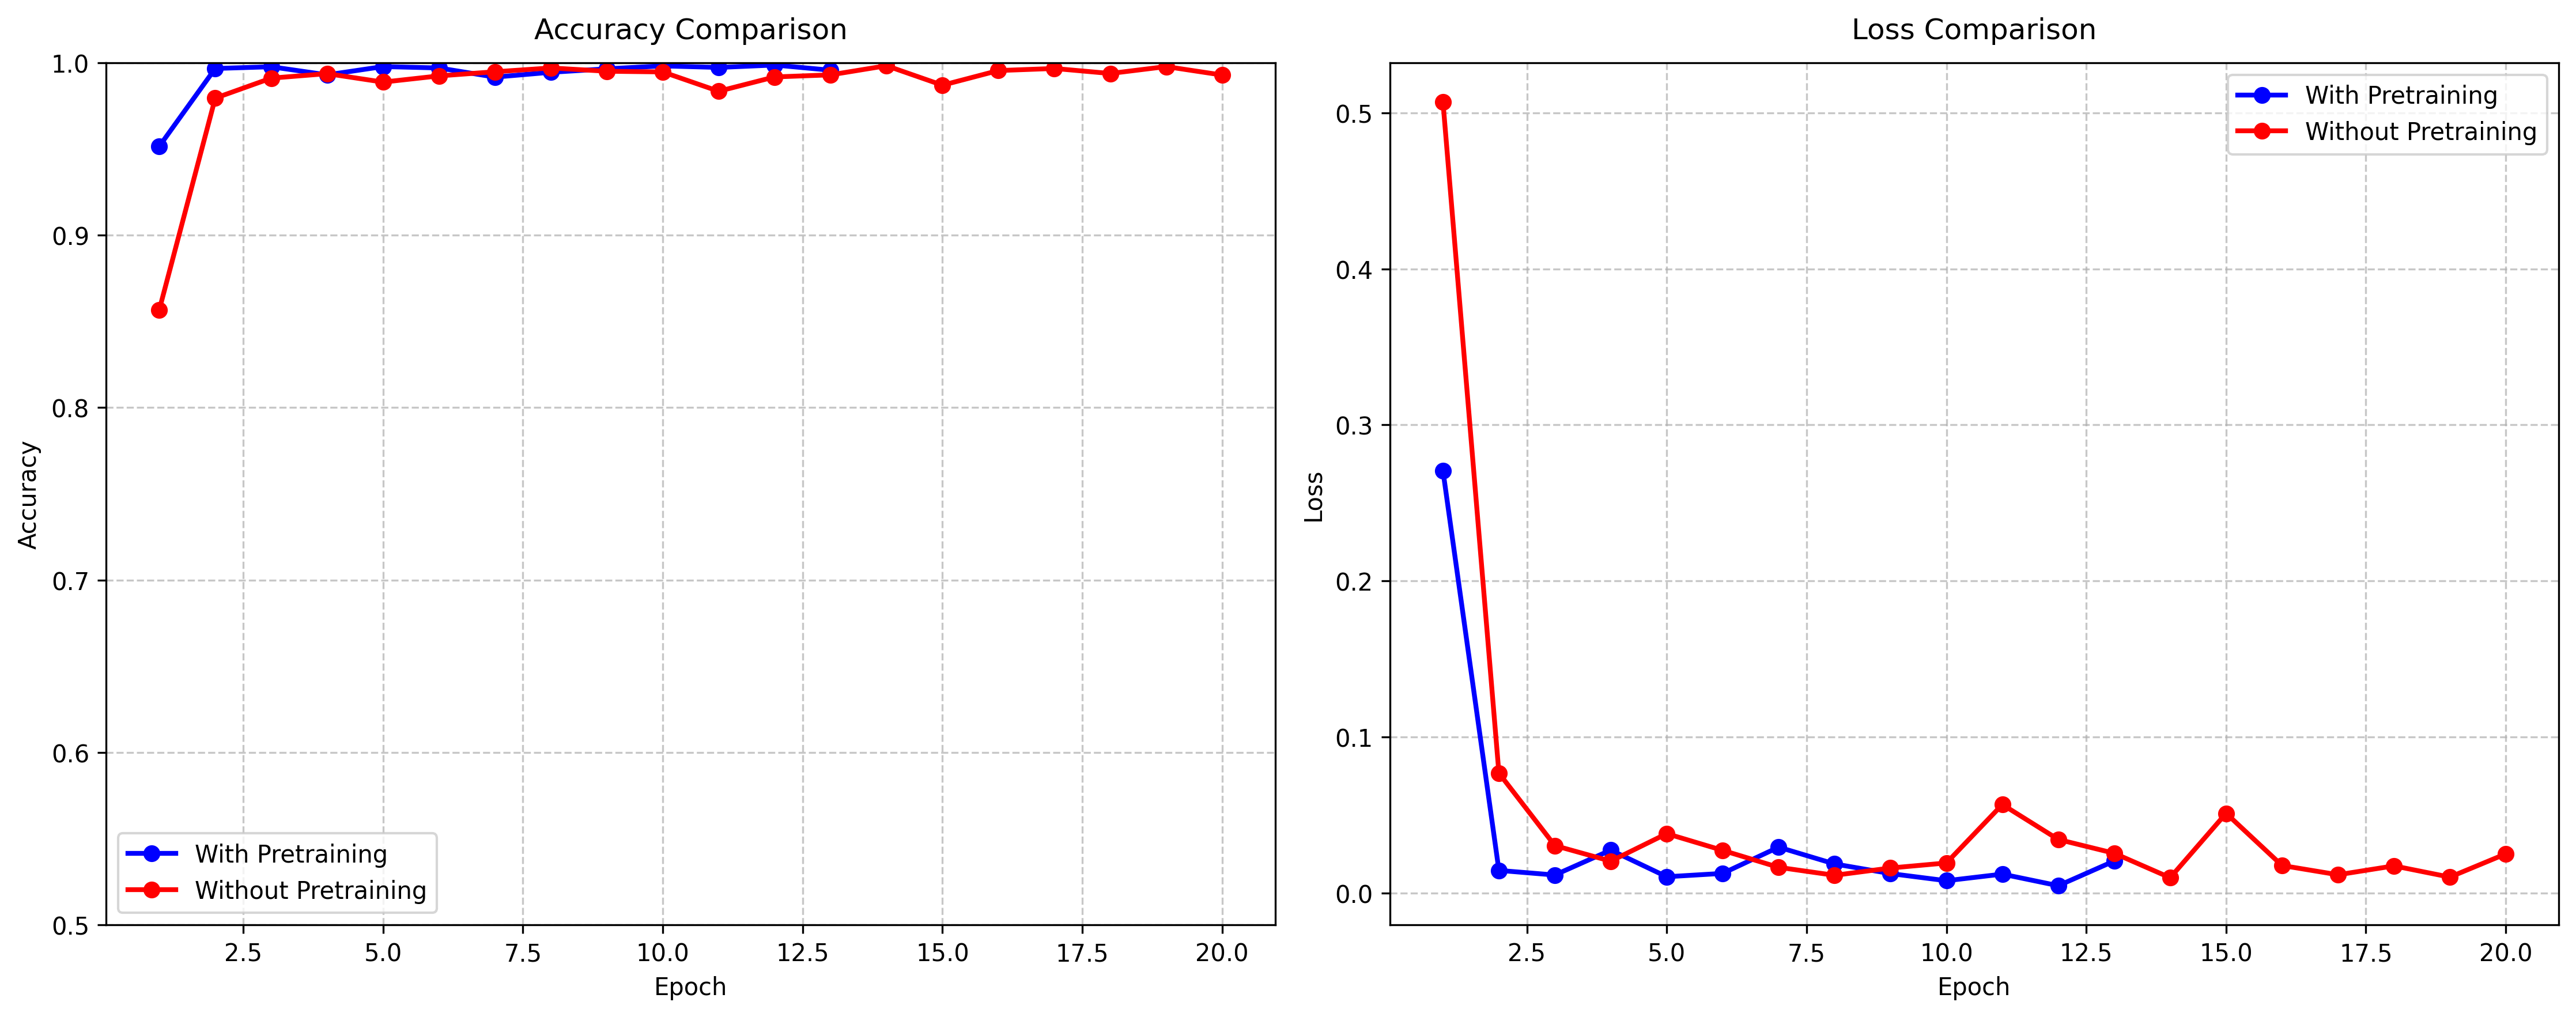 Accuracy Comparison
1.0
0.9
0.8
0.7
0.6
0.5
Accuracy
With Pretraining
Without Pretraining
2.5 5.0 7.5 10.0 12.5 15.0 17.5 20.0
Epoch
Loss Comparison
0.5
0.4
0.3
0.2
0.1
0.0
Loss
With Pretraining
Without Pretraining
2.5 5.0 7.5 10.0 12.5 15.0 17.5 20.0
Epoch